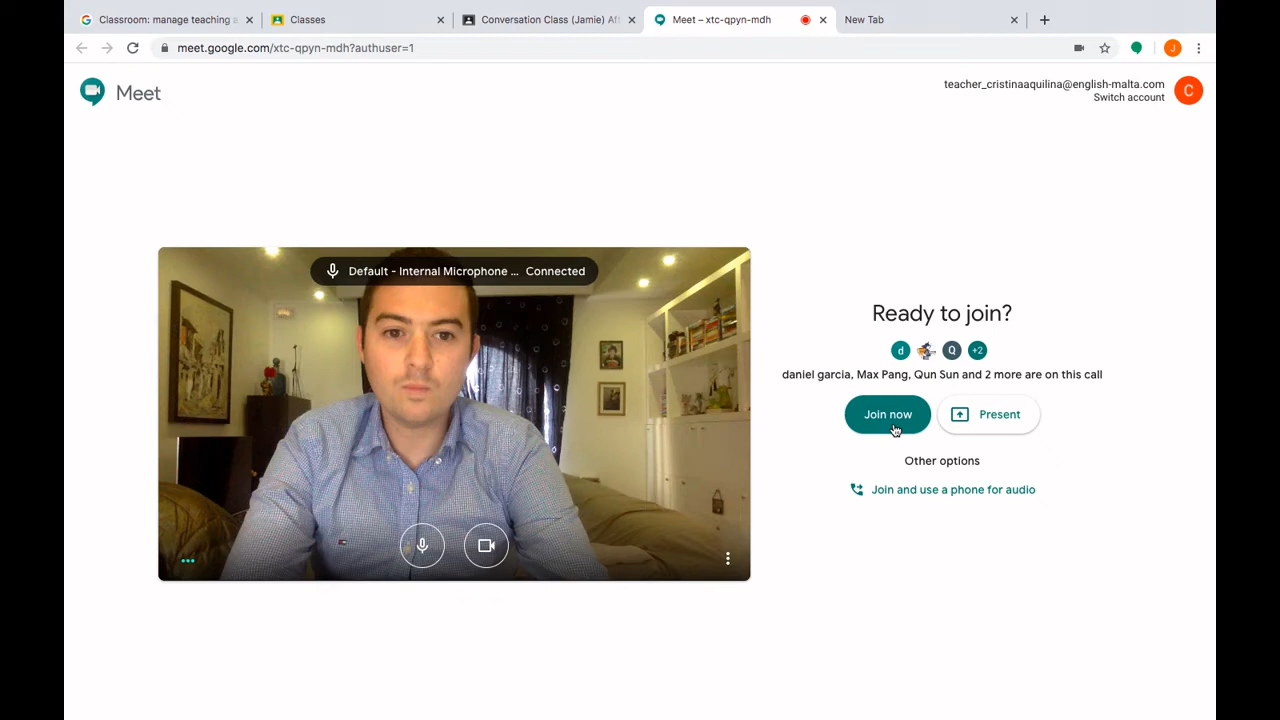 Classroom: manage teaching a
Classes
Conversation Class (Jamie) Aft
Meet – xtc-qpyn-mdh
New Tab
meet.google.com/xtc-qpyn-mdh?authuser=1
J
Meet
teacher_cristinaaquilina@english-malta.com
Switch account
C
Default - Internal Microphone ... Connected
Ready to join?
d
Q
+2
daniel garcia, Max Pang, Qun Sun and 2 more are on this call
Join now
Present
Other options
Join and use a phone for audio